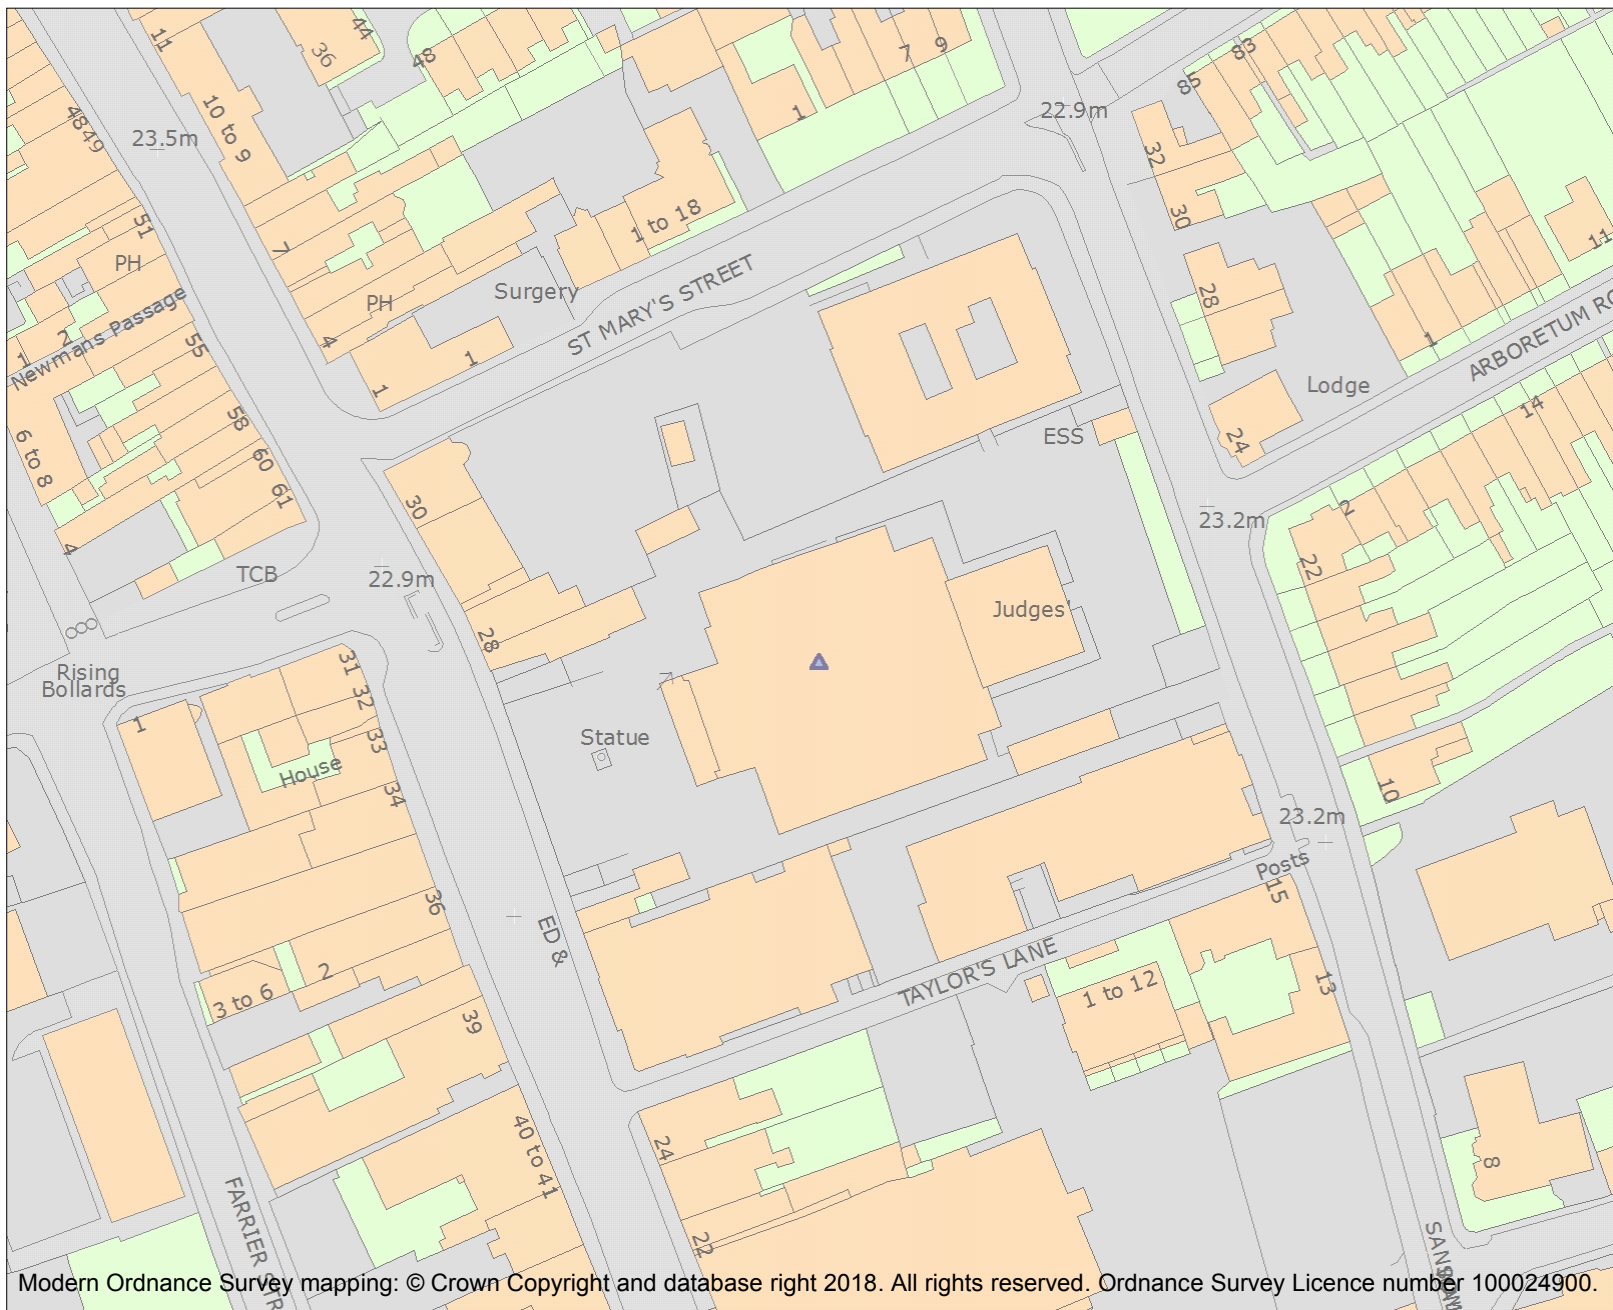 11
36
44
48
7
9
1
83
85
4849
23.5m
10 to 9
22.9m
32
51
7
1 to 18
30
11
PH
PH
Surgery
ST MARY'S STREET
28
Newmans Passage
1
2
4
55
1
1
1
ARBORETUM RO
Lodge
58
14
6 to 8
60
61
30
ESS
24
23.2m
2
4
TCB
22.9m
22
Judges'
28
Rising
Bollards
31
32
1
33
Statue
House
34
10
23.2m
Posts
15
36
ED &
TAYLOR'S LANE
2
3 to 6
1 to 12
13
39
40 to 41
24
8
FARRIER STR
22
Modern Ordnance Survey mapping: © Crown Copyright and database right 2018. All rights reserved. Ordnance Survey Licence number 100024900.